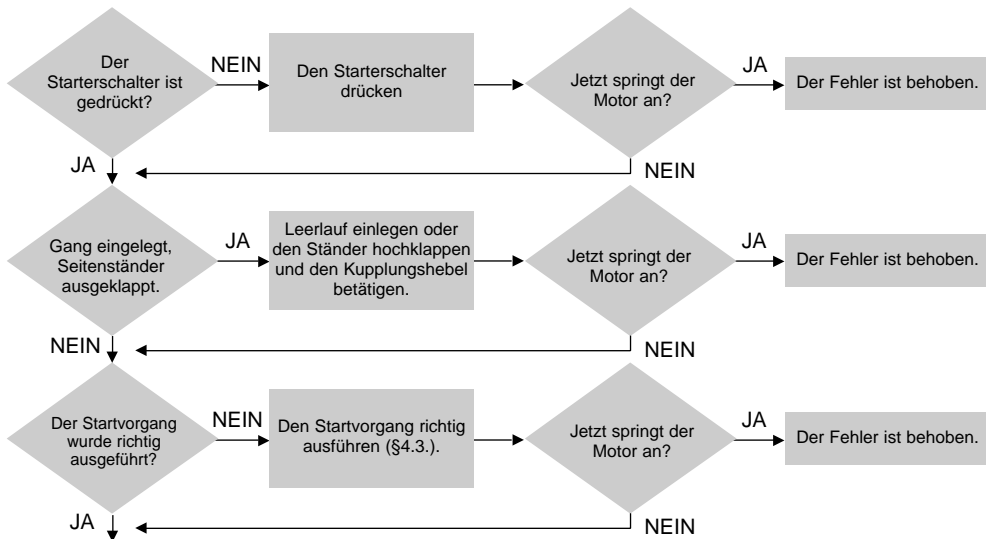 Der
Starterschalter ist
gedrückt?
NEIN
Den Starterschalter
drücken
Jetzt springt der
Motor an?
JA
Der Fehler ist behoben.
JA
NEIN
Gang eingelegt,
Seitenständer
ausgeklappt.
JA
Leerlauf einlegen oder
den Ständer hochklappen
und den Kupplungshebel
betätigen.
Jetzt springt der
Motor an?
JA
Der Fehler ist behoben.
NEIN
NEIN
Der Startvorgang
wurde richtig
ausgeführt?
NEIN
Den Startvorgang richtig
ausführen (§4.3.).
Jetzt springt der
Motor an?
JA
Der Fehler ist behoben.
JA
NEIN